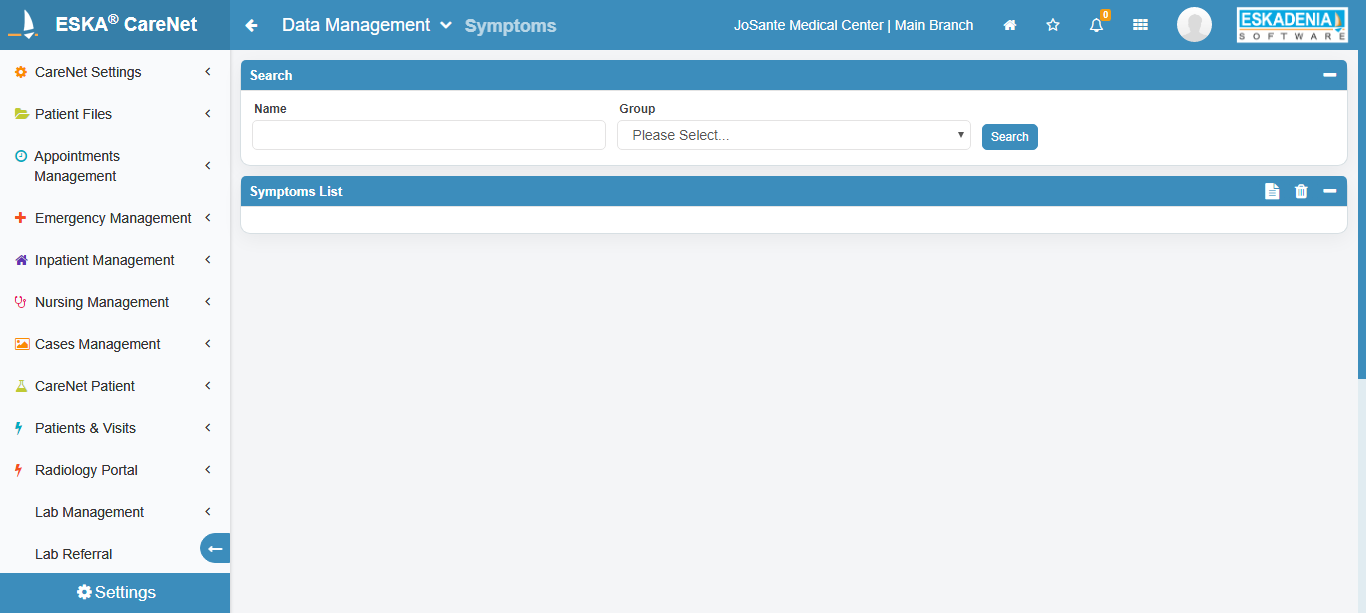 ESKA® CareNet
Data Management
Symptoms
JoSante Medical Center | Main Branch
0
ESKADENIA
SOFTWARE
CareNet Settings
Patient Files
Appointments
Management
Emergency Management
Inpatient Management
Nursing Management
Cases Management
CareNet Patient
Patients & Visits
Radiology Portal
Lab Management
Lab Referral
Settings
Search
Name
Group
Please Select...
Search
Symptoms List